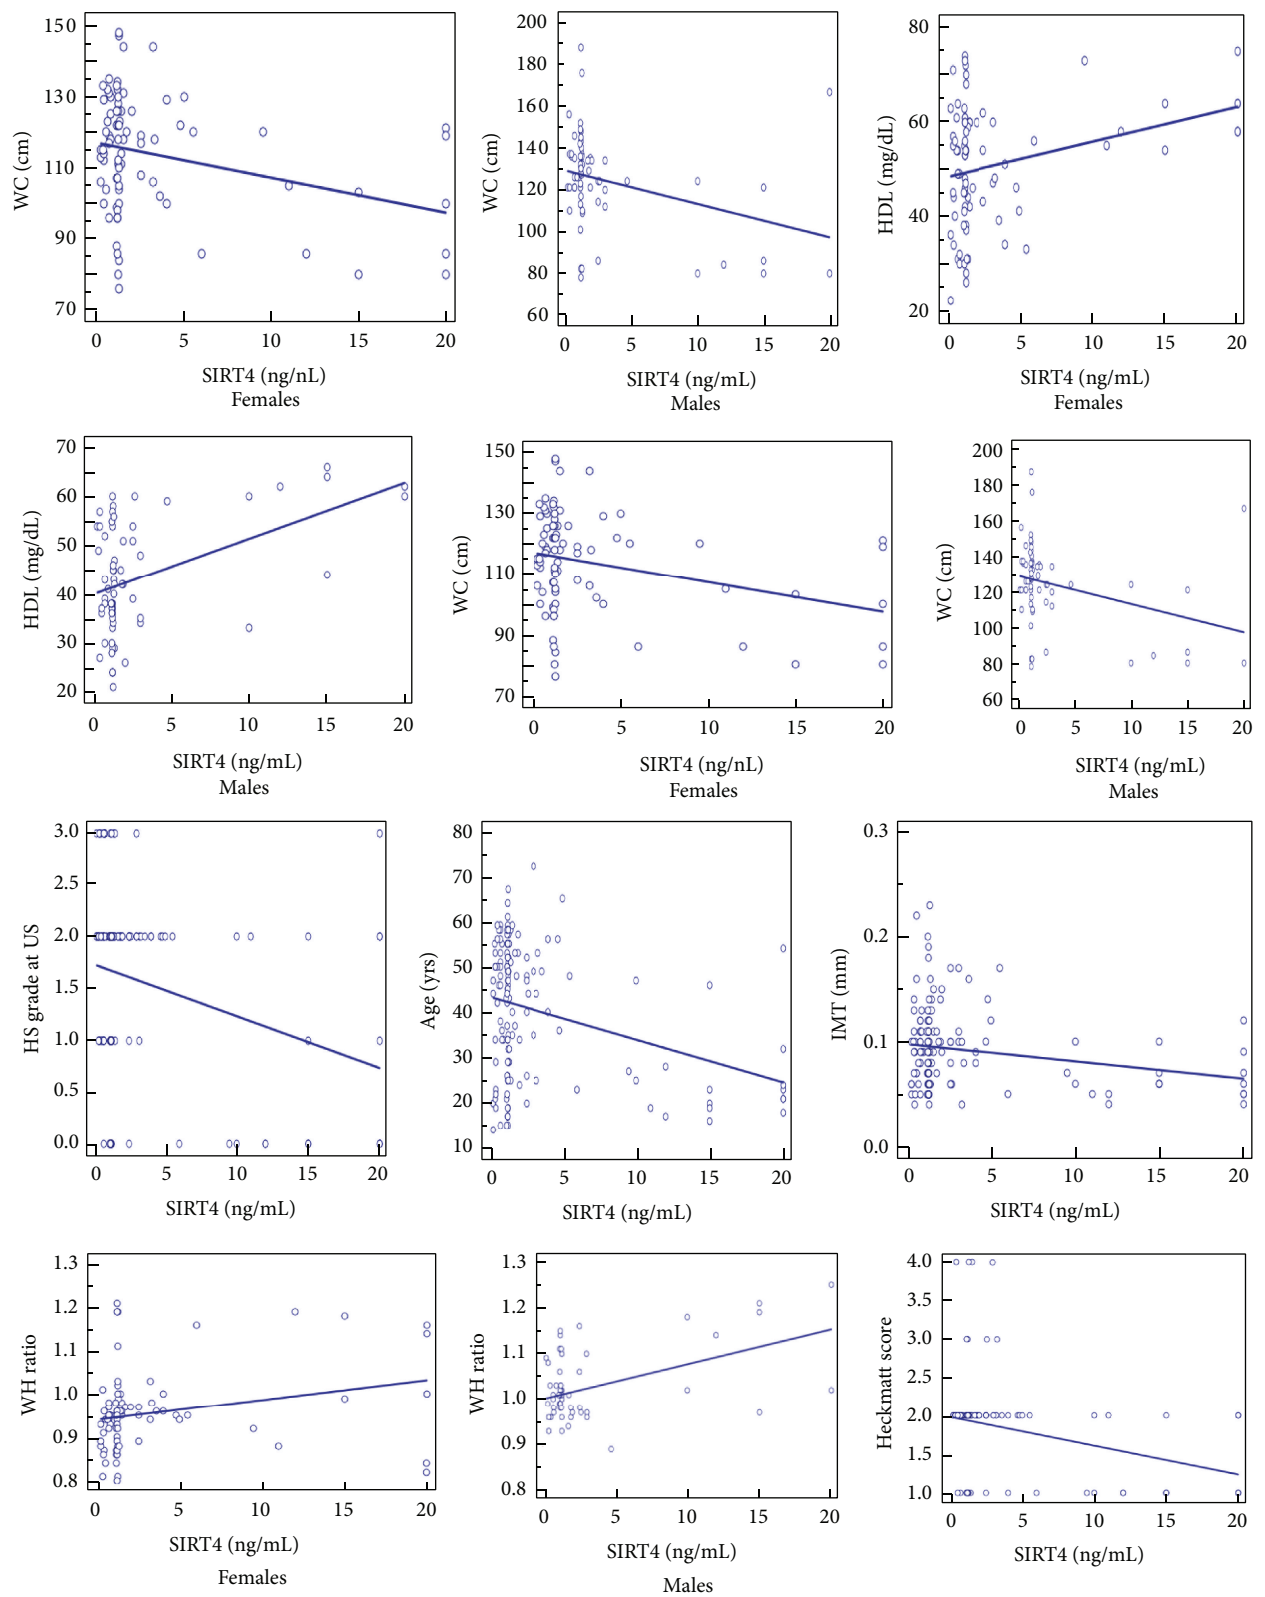 WC (cm)
150
130
110
90
70
0 5 10 15 20
SIRT4 (ng/nL)
Females
WC (cm)
200
180
160
140
120
100
80
60
0 5 10 15 20
SIRT4 (ng/mL)
Males
HDL (mg/dL)
80
60
40
20
0 5 10 15 20
SIRT4 (ng/mL)
Females
HDL (mg/dL)
70
60
50
40
30
20
0 5 10 15 20
SIRT4 (ng/mL)
Males
WC (cm)
150
130
110
90
70
0 5 10 15 20
SIRT4 (ng/nL)
Females
WC (cm)
200
180
160
140
120
100
80
60
0 5 10 15 20
SIRT4 (ng/mL)
Males
HS grade at US
3.0
2.5
2.0
1.5
1.0
0.5
0.0
0 5 10 15 20
SIRT4 (ng/mL)
Age (yrs)
80
70
60
50
40
30
20
10
0 5 10 15 20
SIRT4 (ng/mL)
IMT (mm)
0.3
0.2
0.1
0.0
0 5 10 15 20
SIRT4 (ng/mL)
WH ratio
1.3
1.2
1.1
1.0
0.9
0.8
0 5 10 15 20
SIRT4 (ng/mL)
Females
WH ratio
1.3
1.2
1.1
1.0
0.9
0.8
0 5 10 15 20
SIRT4 (ng/mL)
Males
Heckmatt score
4.0
3.5
3.0
2.5
2.0
1.5
1.0
0 5 10 15 20
SIRT4 (ng/mL)